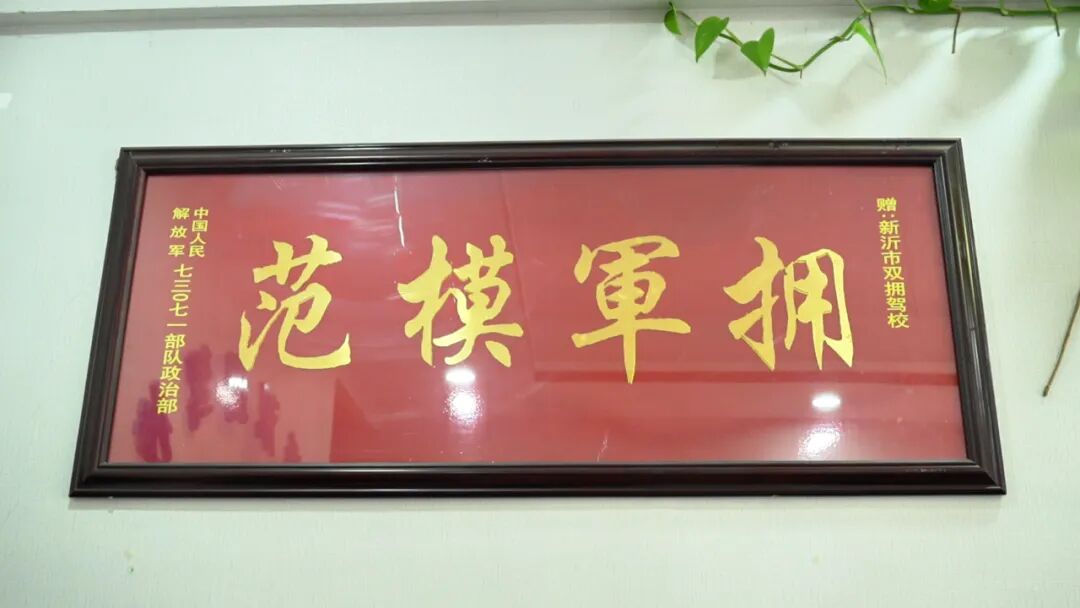 赠:新沂市双拥驾校
拥軍模范
中国人民
解放军 七三〇七一部队政治部